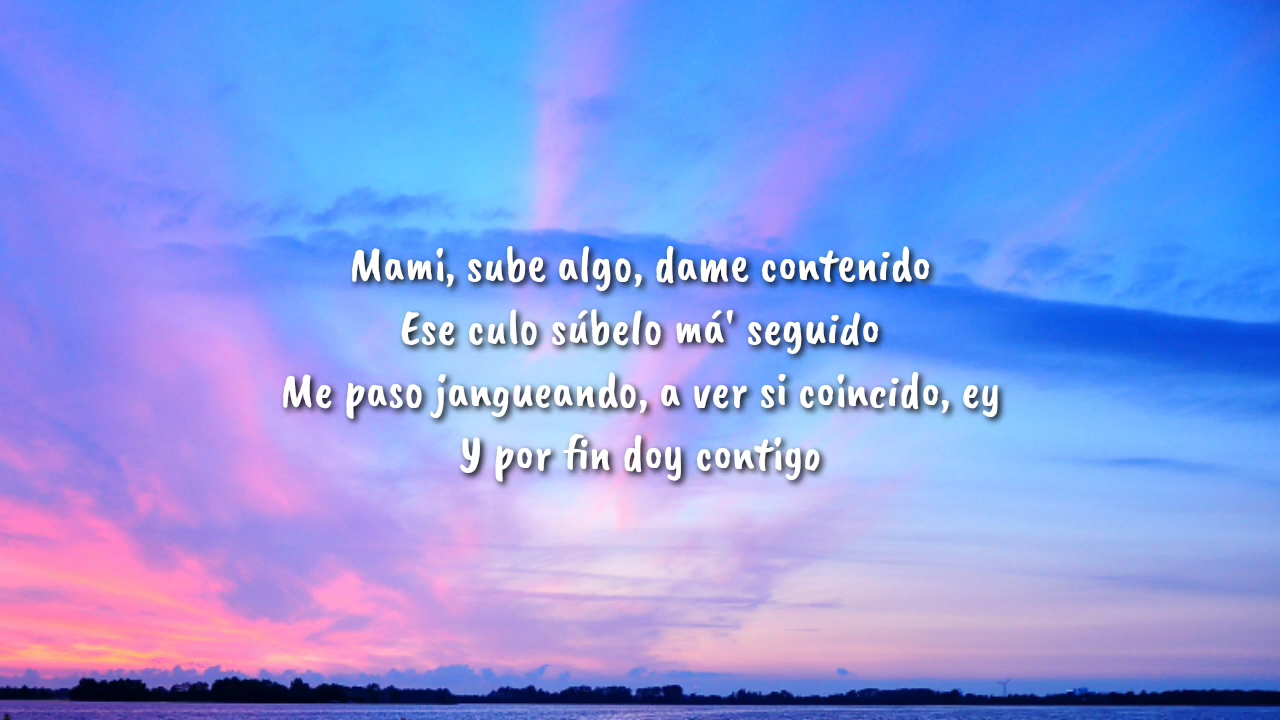 Mami, sube algo, dame contenido
Ese culo súbelo má' seguido
Me paso jangueando, a ver si coincido, ey
Y por fin doy contigo